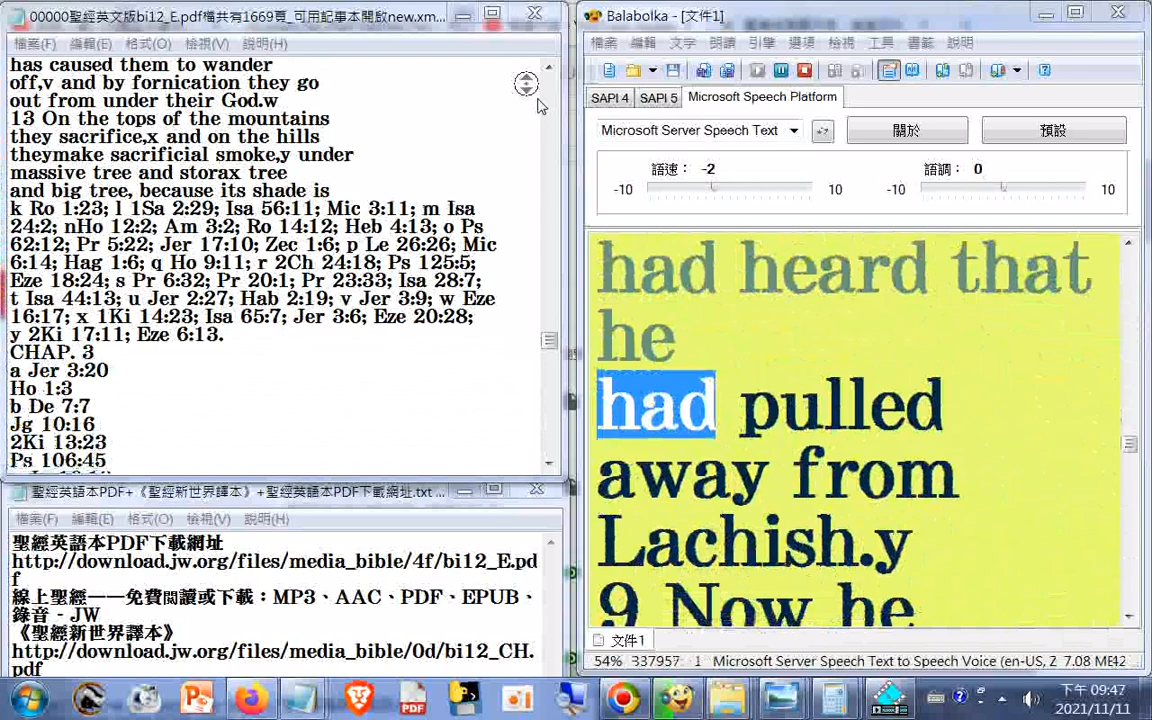 00000聖經英文版bi12_E.pdf檔共有1669頁_可用記事本開啟new.xm...
檔案(F) 編輯(E) 格式(O) 檢視(V) 說明(H)
has caused them to wander
off,v and by fornication they go
out from under their God.w
13 On the tops of the mountains
they sacrifice,x and on the hills
theymake sacrificial smoke,y under
massive tree and storax tree
and big tree, because its shade is
k Ro 1:23; l 1Sa 2:29; Isa 56:11; Mic 3:11; m Isa
24:2; nHo 12:2; Am 3:2; Ro 14:12; Heb 4:13; o Ps
62:12; Pr 5:22; Jer 17:10; Zec 1:6; p Le 26:26; Mic
6:14; Hag 1:6; q Ho 9:11; r 2Ch 24:18; Ps 125:5;
Eze 18:24; s Pr 6:32; Pr 20:1; Pr 23:33; Isa 28:7;
t Isa 44:13; u Jer 2:27; Hab 2:19; v Jer 3:9; w Eze
16:17; x 1Ki 14:23; Isa 65:7; Jer 3:6; Eze 20:28;
y 2Ki 17:11; Eze 6:13.
CHAP. 3
a Jer 3:20
Ho 1:3
b De 7:7
Jg 10:16
2Ki 13:23
Ps 106:45
聖經英語本PDF+《聖經新世界譯本》+聖經英語本PDF下載網址.txt ...
檔案(F) 編輯(E) 格式(O) 檢視(V) 說明(H)
聖經英語本PDF下載網址
http://download.jw.org/files/media_bible/4f/bi12_E.pd
f
線上聖經——免費閱讀或下載：MP3、AAC、PDF、EPUB、
錄音 - JW
《聖經新世界譯本》
http://download.jw.org/files/media_bible/0d/bi12_CH.
pdf
Balabolka - [文件1]
檔案 編輯 文字 朗讀 引擎 選項 檢視 工具 書籤 說明
SAPI 4 SAPI 5 Microsoft Speech Platform
Microsoft Server Speech Text 關於 預設
語速： -2 語調： 0
-10 10 -10 10
had heard that
he
had pulled
away from
Lachish.y
9 Now he
文件1
54% 337957: 1 Microsoft Server Speech Text to Speech Voice (en-US, Z 7.08 ME42
PDF
下午 09:47
2021/11/11